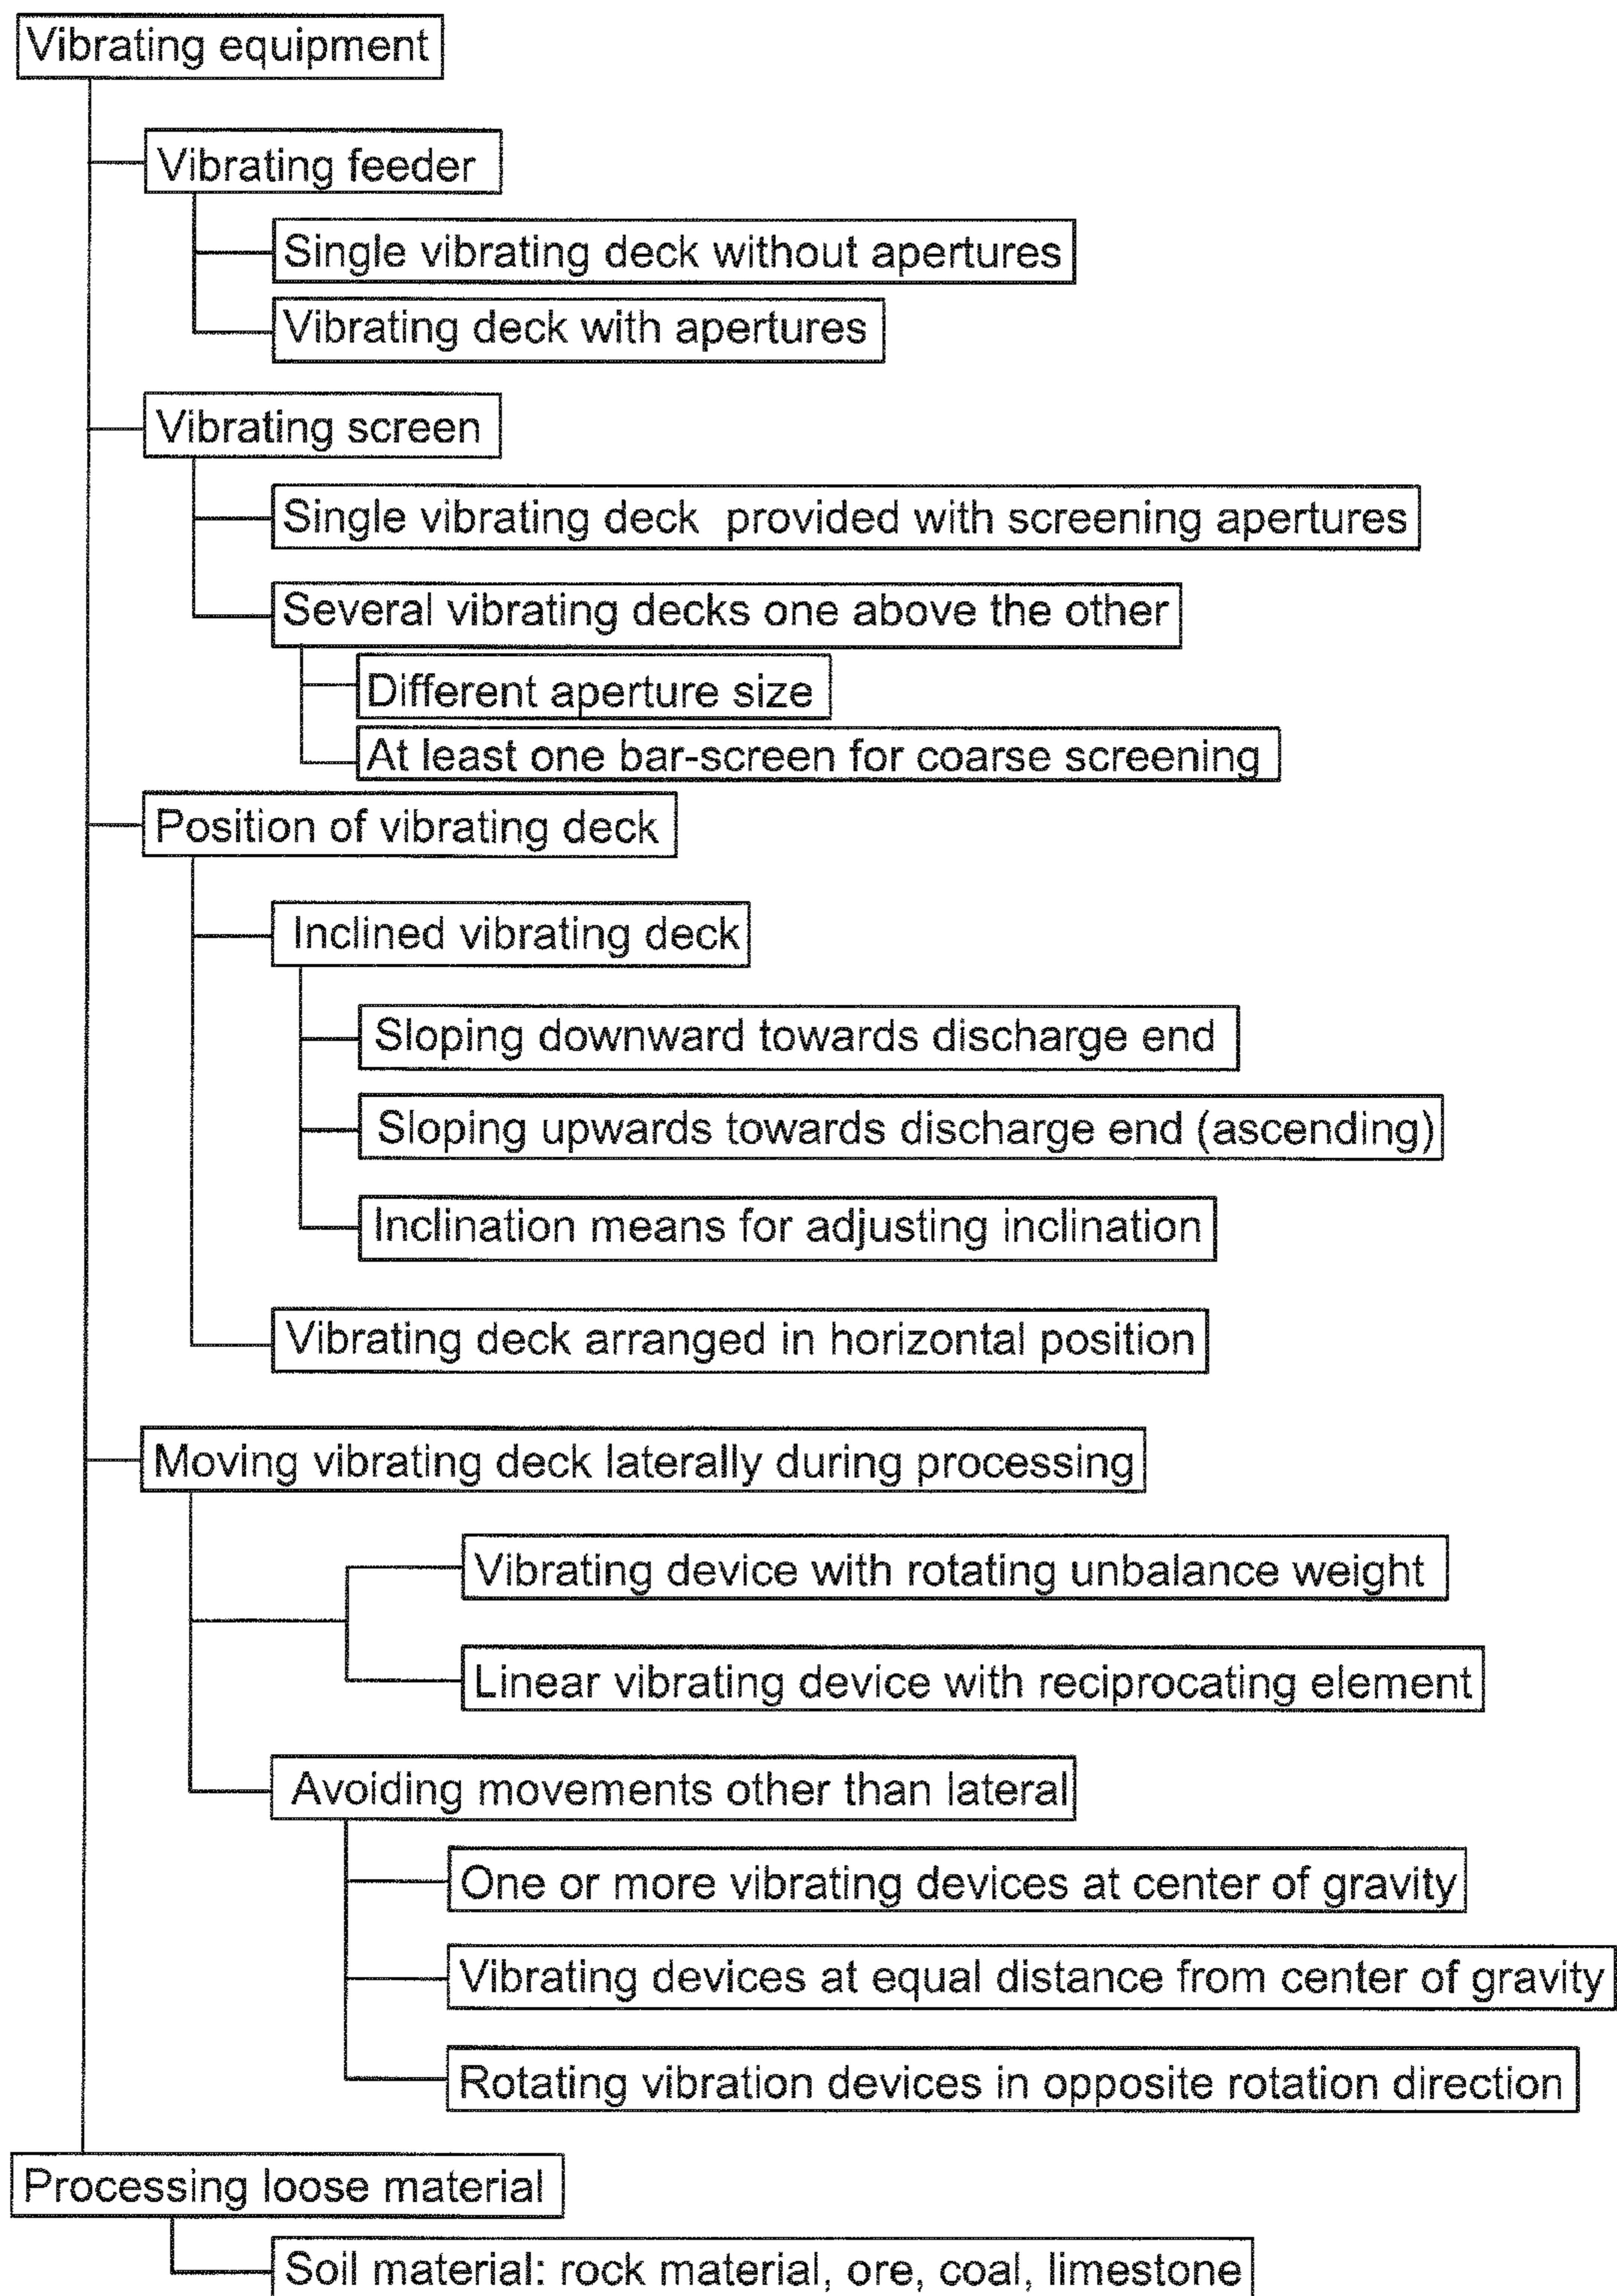 Vibrating equipment
Vibrating feeder
Single vibrating deck without apertures
Vibrating deck with apertures
Vibrating screen
Single vibrating deck provided with screening apertures
Several vibrating decks one above the other
Different aperture size
At least one bar-screen for coarse screening
Position of vibrating deck
Inclined vibrating deck
Sloping downward towards discharge end
Sloping upwards towards discharge end (ascending)
Inclination means for adjusting inclination
Vibrating deck arranged in horizontal position
Moving vibrating deck laterally during processing
Vibrating device with rotating unbalance weight
Linear vibrating device with reciprocating element
Avoiding movements other than lateral
One or more vibrating devices at center of gravity
Vibrating devices at equal distance from center of gravity
Rotating vibration devices in opposite rotation direction
Processing loose material
Soil material: rock material, ore, coal, limestone